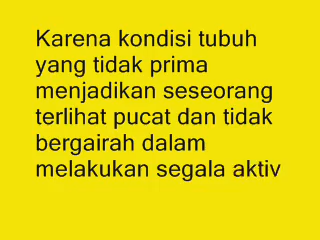 Karena kondisi tubuh
yang tidak prima
menjadikan seseorang
terlihat pucat dan tidak
bergairah dalam
melakukan segala aktiv